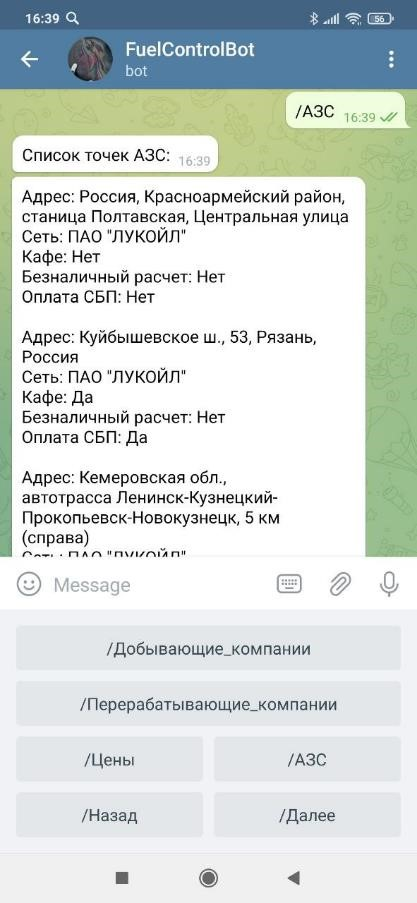 16:39
56
FuelControlBot
bot
/АЗС 16:39
Список точек АЗС: 16:39
Адрес: Россия, Красноармейский район,
станица Полтавская, Центральная улица
Сеть: ПАО "ЛУКОЙЛ"
Кафе: Нет
Безналичный расчет: Нет
Оплата СБП: Нет
Адрес: Куйбышевское ш., 53, Рязань,
Россия
Сеть: ПАО "ЛУКОЙЛ"
Кафе: Да
Безналичный расчет: Нет
Оплата СБП: Да
Адрес: Кемеровская обл.,
автотрасса Ленинск-Кузнецкий-
Прокопьевск-Новокузнецк, 5 км
(справа)
Сеть: ПАО "ЛУКОЙЛ"
Message
/Добывающие_компании
/Перерабатывающие_компании
/Цены
/АЗС
/Назад
/Далее